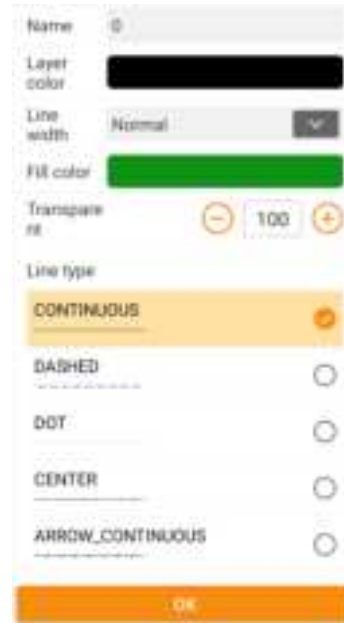 Name 0
Layer
color
Line
width Normal
Fill color
Transpare
nt 100
Line type
CONTINUOUS
DASHED
DOT
CENTER
ARROW_CONTINUOUS
OK